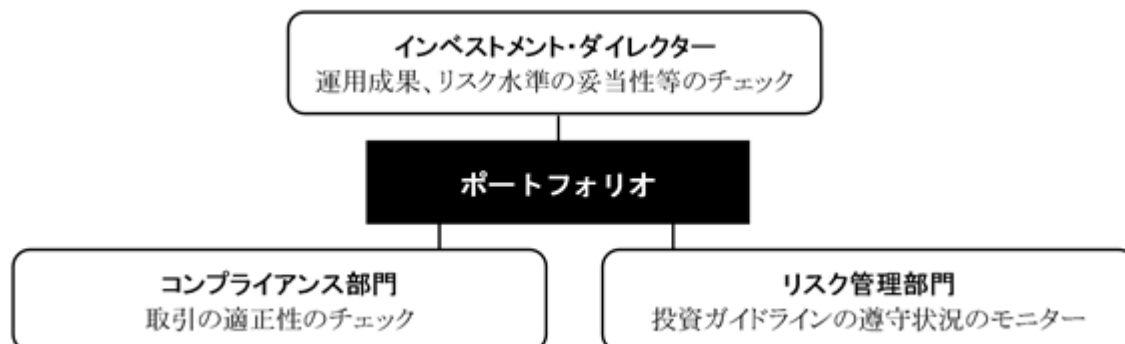 インベストメント・ダイレクター
運用成果、リスク水準の妥当性等のチェック
ポートフォリオ
コンプライアンス部門
取引の適正性のチェック
リスク管理部門
投資ガイドラインの遵守状況のモニター